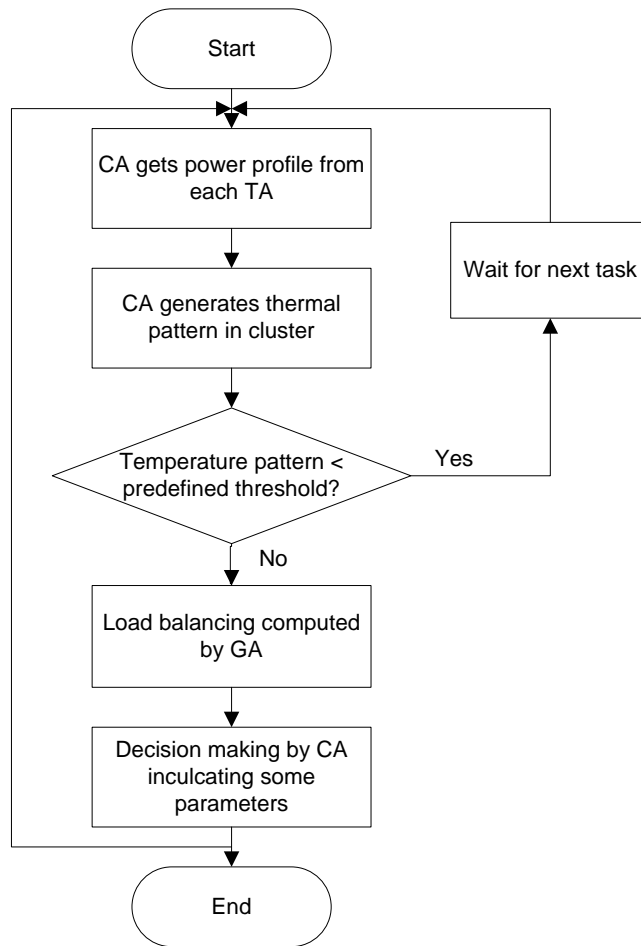 Start
CA gets power profile from
each TA
Wait for next task
CA generates thermal
pattern in cluster
Temperature pattern <
predefined threshold?
Yes
No
Load balancing computed
by GA
Decision making by CA
inculcating some
parameters
End